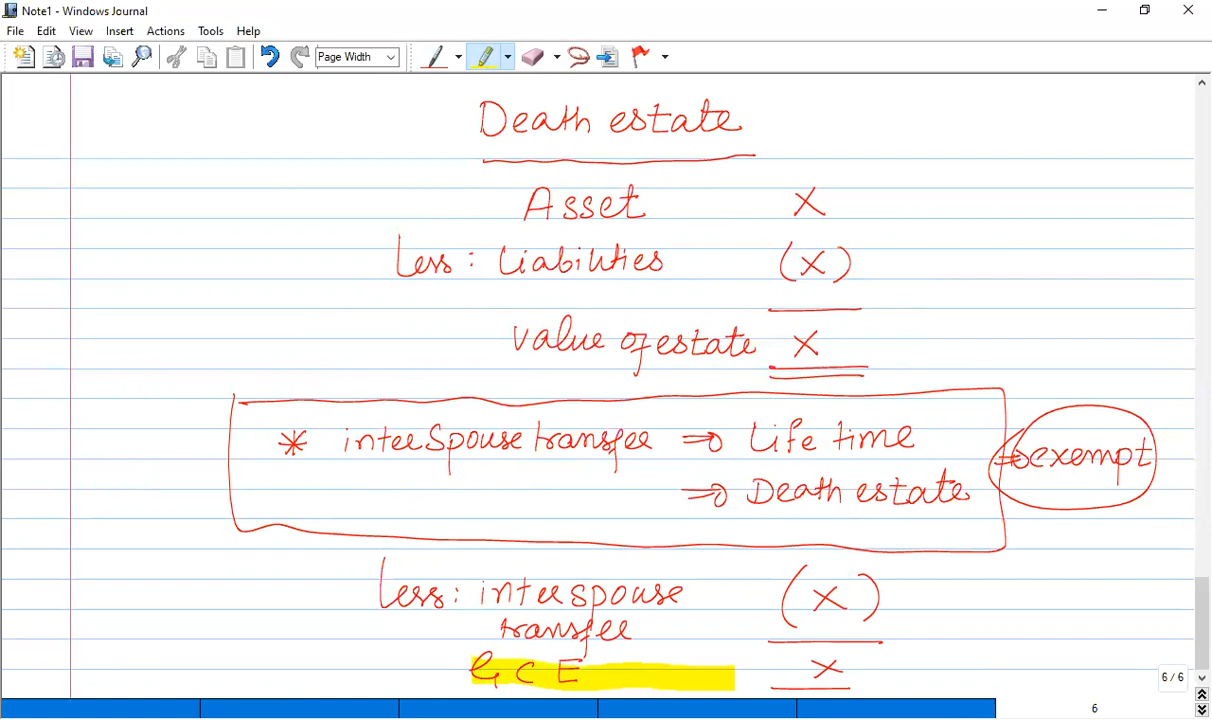 Note1 - Windows Journal
File Edit View Insert Actions Tools Help
Page Width
Death estate
Asset X
Less: Liabilities (X)
Value of estate X
* interspouse transfer ⇒ Life time ⇒ exempt
⇒ Death estate
Less: interspouse (X)
transfer
G C E X
6 / 6
6